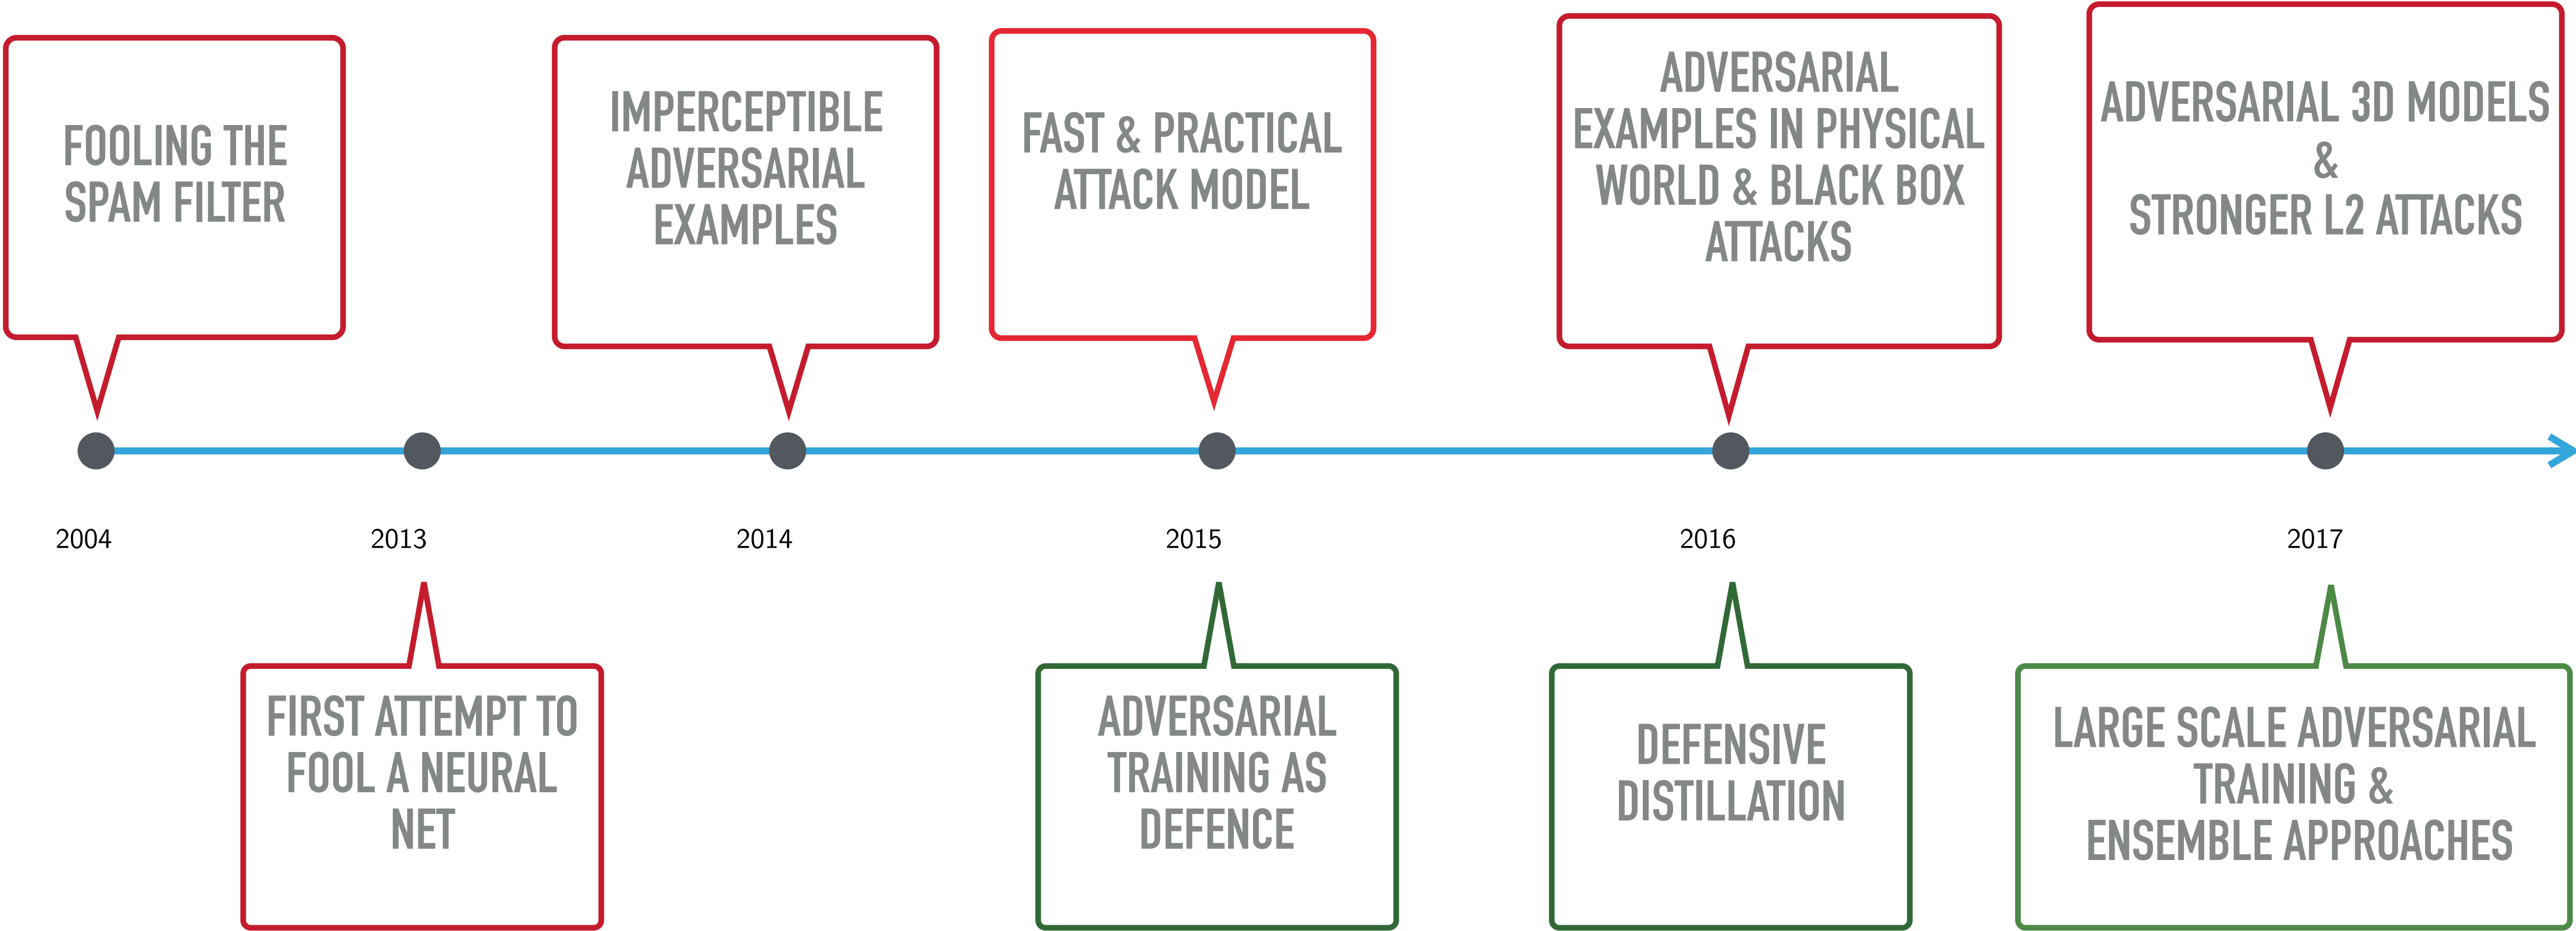 FOOLING THE
SPAM FILTER
IMPERCEPTIBLE
ADVERSARIAL
EXAMPLES
FAST & PRACTICAL
ATTACK MODEL
ADVERSARIAL
EXAMPLES IN PHYSICAL
WORLD & BLACK BOX
ATTACKS
ADVERSARIAL 3D MODELS
&
STRONGER L2 ATTACKS
2004
2013
2014
2015
2016
2017
FIRST ATTEMPT TO
FOOL A NEURAL
NET
ADVERSARIAL
TRAINING AS
DEFENCE
DEFENSIVE
DISTILLATION
LARGE SCALE ADVERSARIAL
TRAINING &
ENSEMBLE APPROACHES